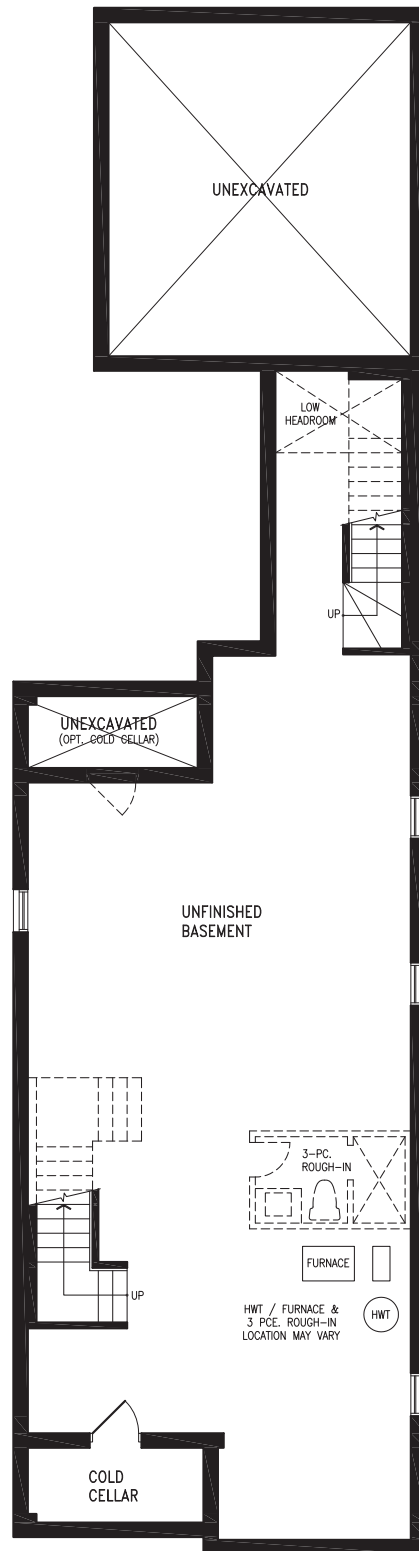 UNEXCAVATED
LOW
HEADROOM
UP
UNEXCAVATED
(OPT. COLD CELLAR)
UNFINISHED
BASEMENT
3-PC.
ROUGH-IN
FURNACE
UP
HWT / FURNACE &
3 PCE. ROUGH-IN
LOCATION MAY VARY
HWT
COLD
CELLAR